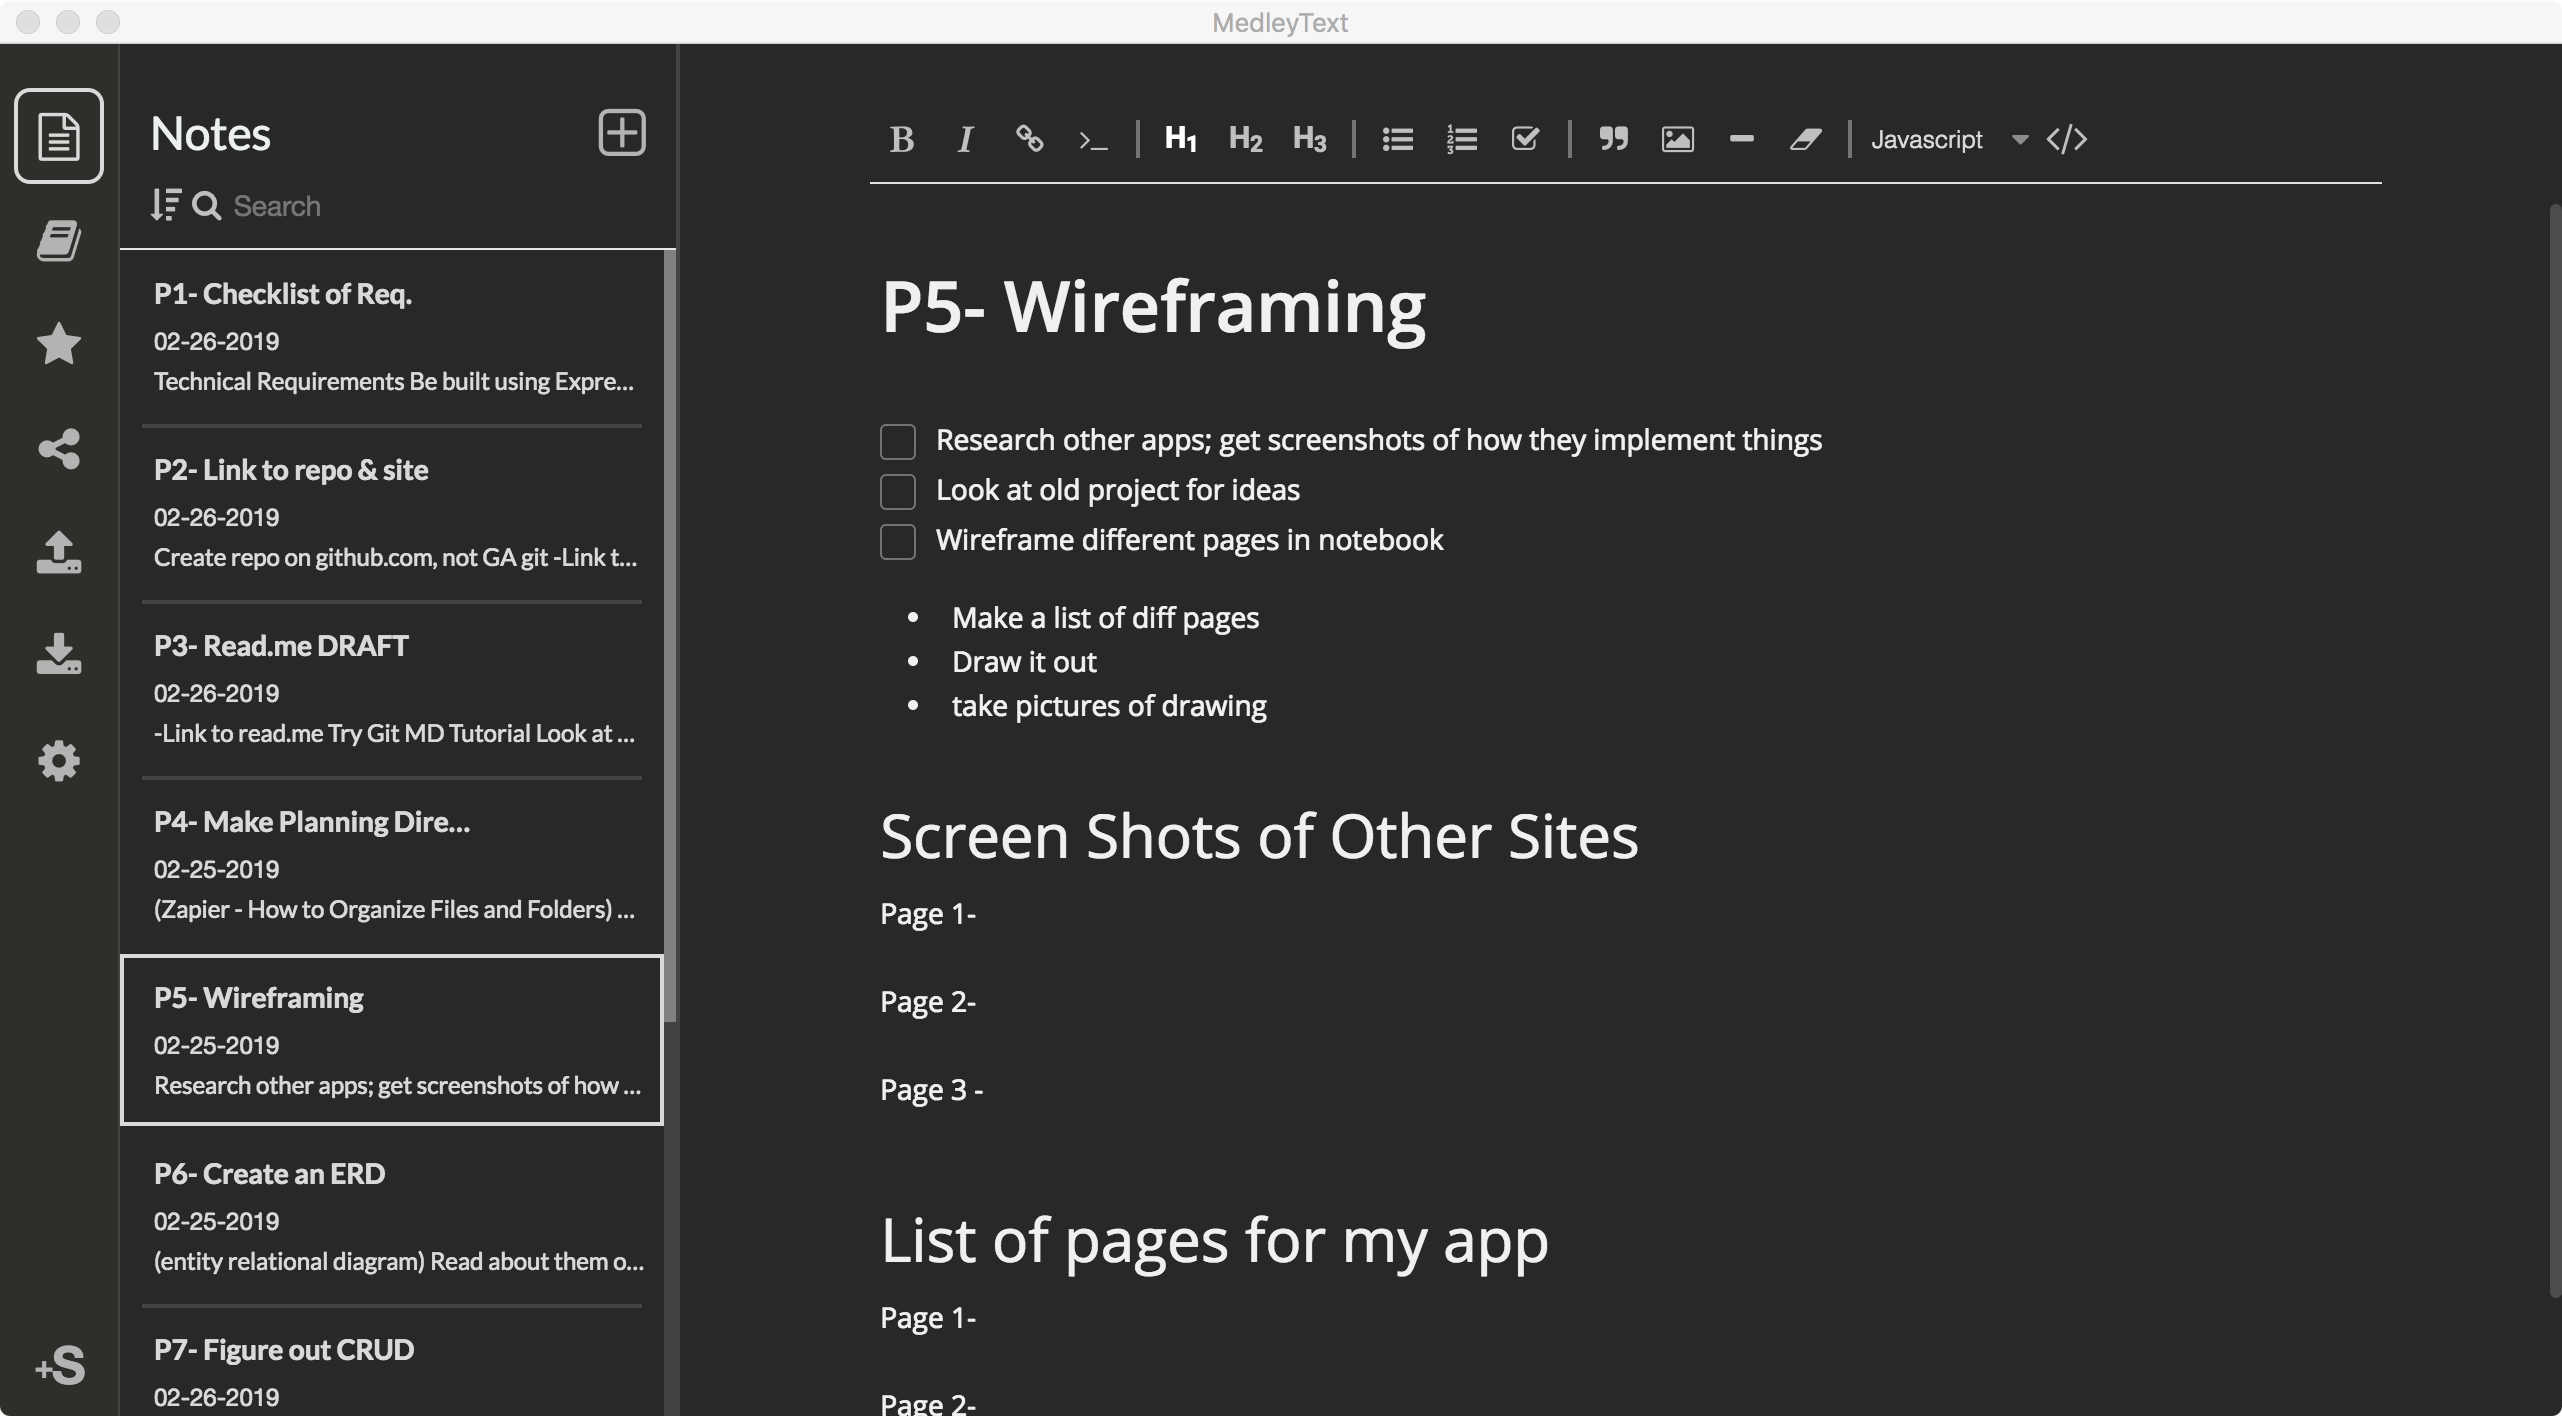 MedleyText
Notes
Search
P1- Checklist of Req.
02-26-2019
Technical Requirements Be built using Expre...
P2- Link to repo & site
02-26-2019
Create repo on github.com, not GA git -Link t...
P3- Read.me DRAFT
02-26-2019
-Link to read.me Try Git MD Tutorial Look at ...
P4- Make Planning Dire...
02-25-2019
(Zapier - How to Organize Files and Folders) ...
P5- Wireframing
02-25-2019
Research other apps; get screenshots of how ...
P6- Create an ERD
02-25-2019
(entity relational diagram) Read about them o...
P7- Figure out CRUD
02-26-2019
+S
B I >_ H1 H2 H3 Javascript </>
P5- Wireframing
Research other apps; get screenshots of how they implement things
Look at old project for ideas
Wireframe different pages in notebook
• Make a list of diff pages
• Draw it out
• take pictures of drawing
Screen Shots of Other Sites
Page 1-
Page 2-
Page 3 -
List of pages for my app
Page 1-
Page 2-